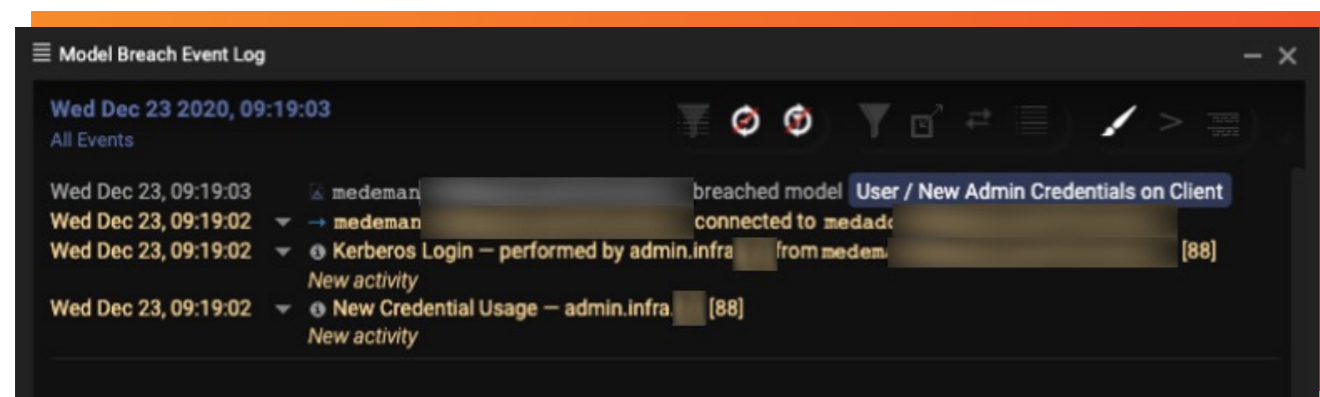 Model Breach Event Log
Wed Dec 23 2020, 09:19:03
All Events
Wed Dec 23, 09:19:03 medeman breached model User / New Admin Credentials on Client
Wed Dec 23, 09:19:02 → medeman connected to medad
Wed Dec 23, 09:19:02 Kerberos Login — performed by admin.infra from medem [88]
New activity
Wed Dec 23, 09:19:02 New Credential Usage — admin.infra. [88]
New activity